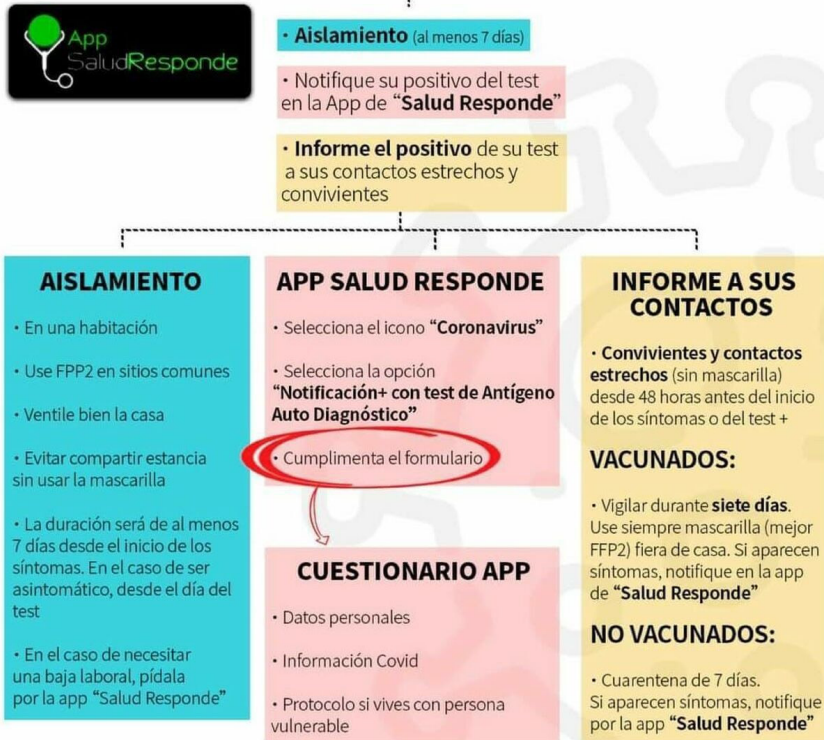 App
SaludResponde
· Aislamiento (al menos 7 días)
· Notifique su positivo del test
en la App de “Salud Responde”
· Informe el positivo de su test
a sus contactos estrechos y
convivientes
AISLAMIENTO
· En una habitación
· Use FPP2 en sitios comunes
· Ventile bien la casa
· Evitar compartir estancia
sin usar la mascarilla
· La duración será de al menos
7 días desde el inicio de los
síntomas. En el caso de ser
asintomático, desde el día del
test
· En el caso de necesitar
una baja laboral, pídala
por la app “Salud Responde”
APP SALUD RESPONDE
· Selecciona el icono “Coronavirus”
· Selecciona la opción
“Notificación+ con test de Antígeno
Auto Diagnóstico”
· Cumplimenta el formulario
CUESTIONARIO APP
· Datos personales
· Información Covid
· Protocolo si vives con persona
vulnerable
INFORME A SUS
CONTACTOS
· Convivientes y contactos
estrechos (sin mascarilla)
desde 48 horas antes del inicio
de los síntomas o del test +
VACUNADOS:
· Vigilar durante siete días.
Use siempre mascarilla (mejor
FFP2) fiera de casa. Si aparecen
síntomas, notifique en la app
de “Salud Responde”
NO VACUNADOS:
· Cuarentena de 7 días.
Si aparecen síntomas, notifique
por la app “Salud Responde”